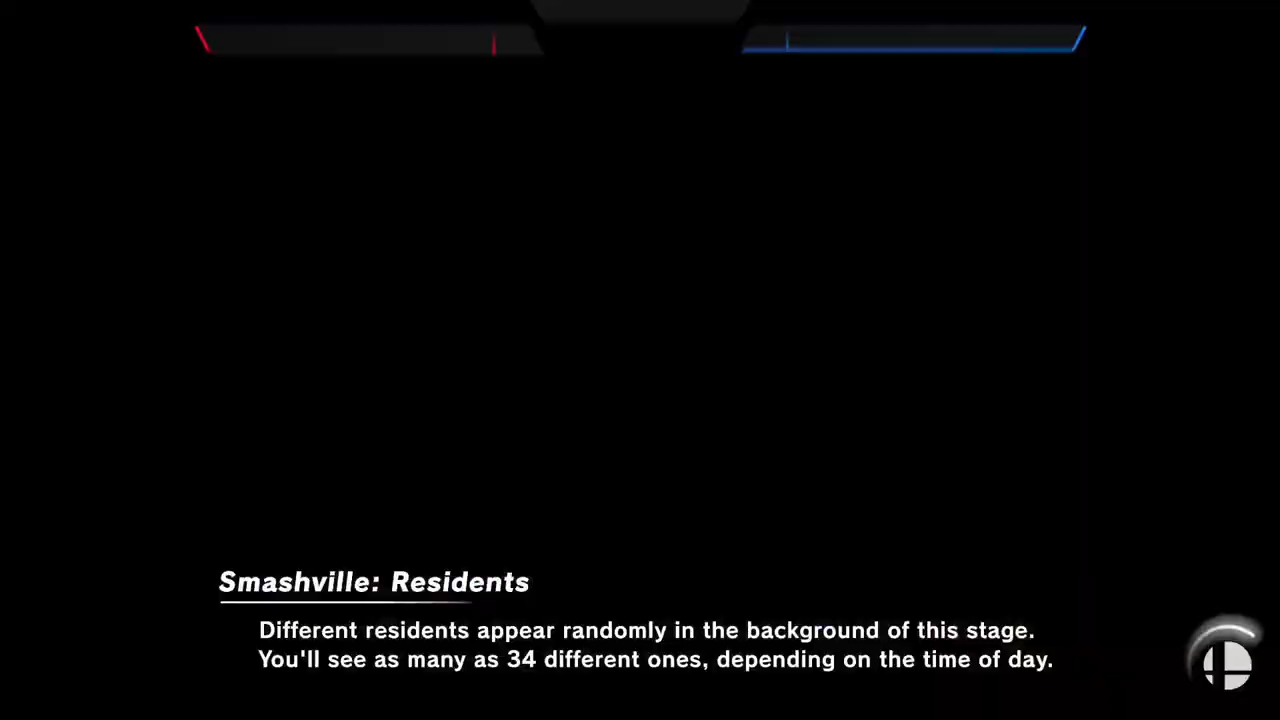 Smashville: Residents
Different residents appear randomly in the background of this stage.
You'll see as many as 34 different ones, depending on the time of day.